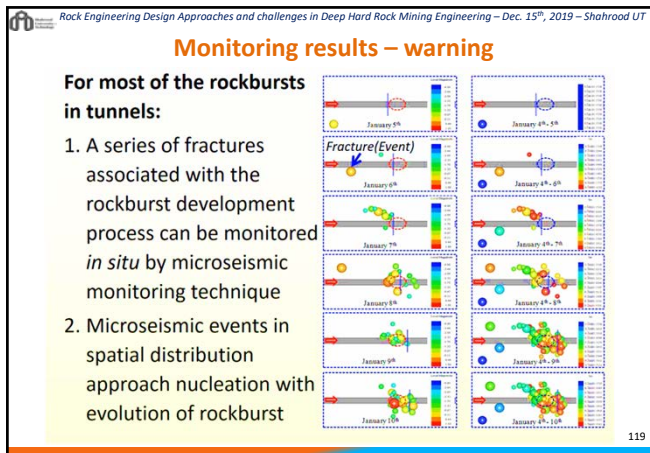 Rock Engineering Design Approaches and challenges in Deep Hard Rock Mining Engineering – Dec. 15th, 2019 – Shahrood UT
Monitoring results – warning
For most of the rockbursts
in tunnels:
1. A series of fractures
associated with the
rockburst development
process can be monitored
in situ by microseismic
monitoring technique
2. Microseismic events in
spatial distribution
approach nucleation with
evolution of rockburst
January 5th
January 4th - 5th
Fracture(Event)
January 6th
January 4th - 6th
January 7th
January 4th - 7th
January 8th
January 4th - 8th
January 9th
January 4th - 9th
January 10th
January 4th - 10th
119